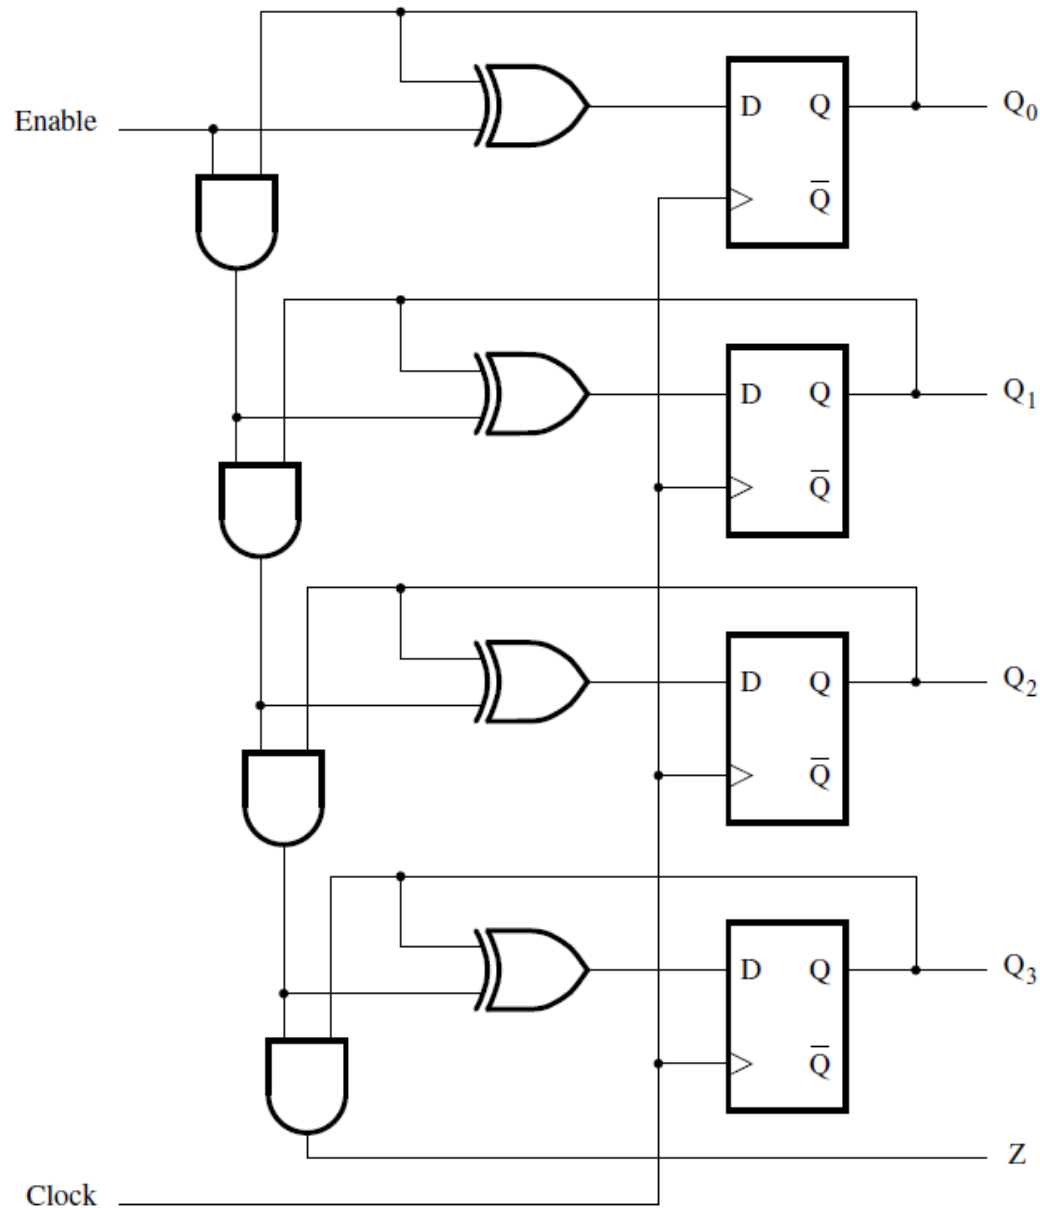 Enable
D Q Q₀
Q̅
D Q Q₁
Q̅
D Q Q₂
Q̅
D Q Q₃
Q̅
Z
Clock